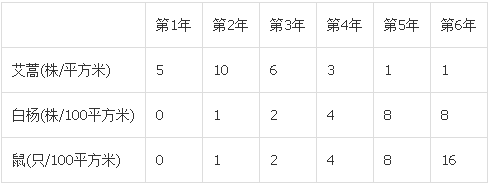 第1年 第2年 第3年 第4年 第5年 第6年
艾蒿(株/平方米) 5 10 6 3 1 1
白杨(株/100平方米) 0 1 2 4 8 8
鼠(只/100平方米) 0 1 2 4 8 16